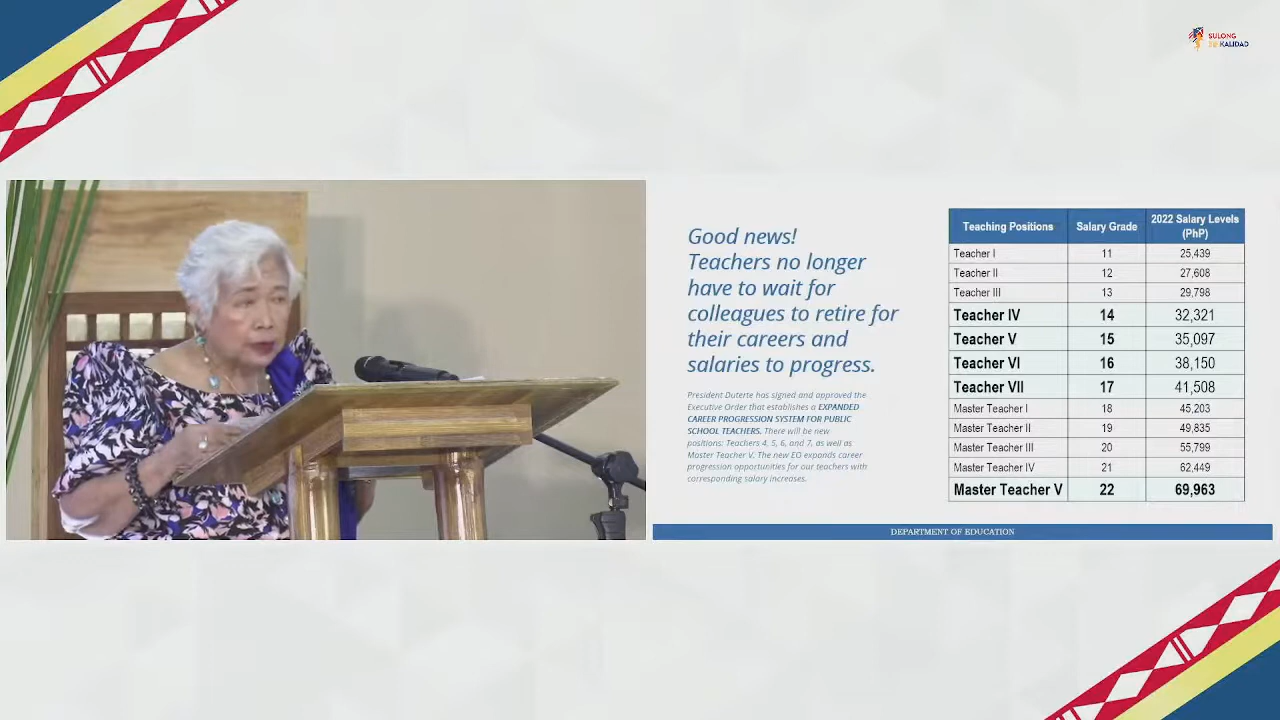 SULONG
KALIDAD
Good news!
Teachers no longer
have to wait for
colleagues to retire for
their careers and
salaries to progress.
President Duterte has signed and approved the
Executive Order that establishes a EXPANDED
CAREER PROGRESSION SYSTEM FOR PUBLIC
SCHOOL TEACHERS. There will be new
positions: Teachers 4, 5, 6, and 7, as well as
Master Teacher V. The new EO expands career
progression opportunities for our teachers with
corresponding salary increases.
Teaching Positions Salary Grade 2022 Salary Levels
(PhP)
Teacher I 11 25,439
Teacher II 12 27,608
Teacher III 13 29,798
Teacher IV 14 32,321
Teacher V 15 35,097
Teacher VI 16 38,150
Teacher VII 17 41,508
Master Teacher I 18 45,203
Master Teacher II 19 49,835
Master Teacher III 20 55,799
Master Teacher IV 21 62,449
Master Teacher V 22 69,963
DEPARTMENT OF EDUCATION